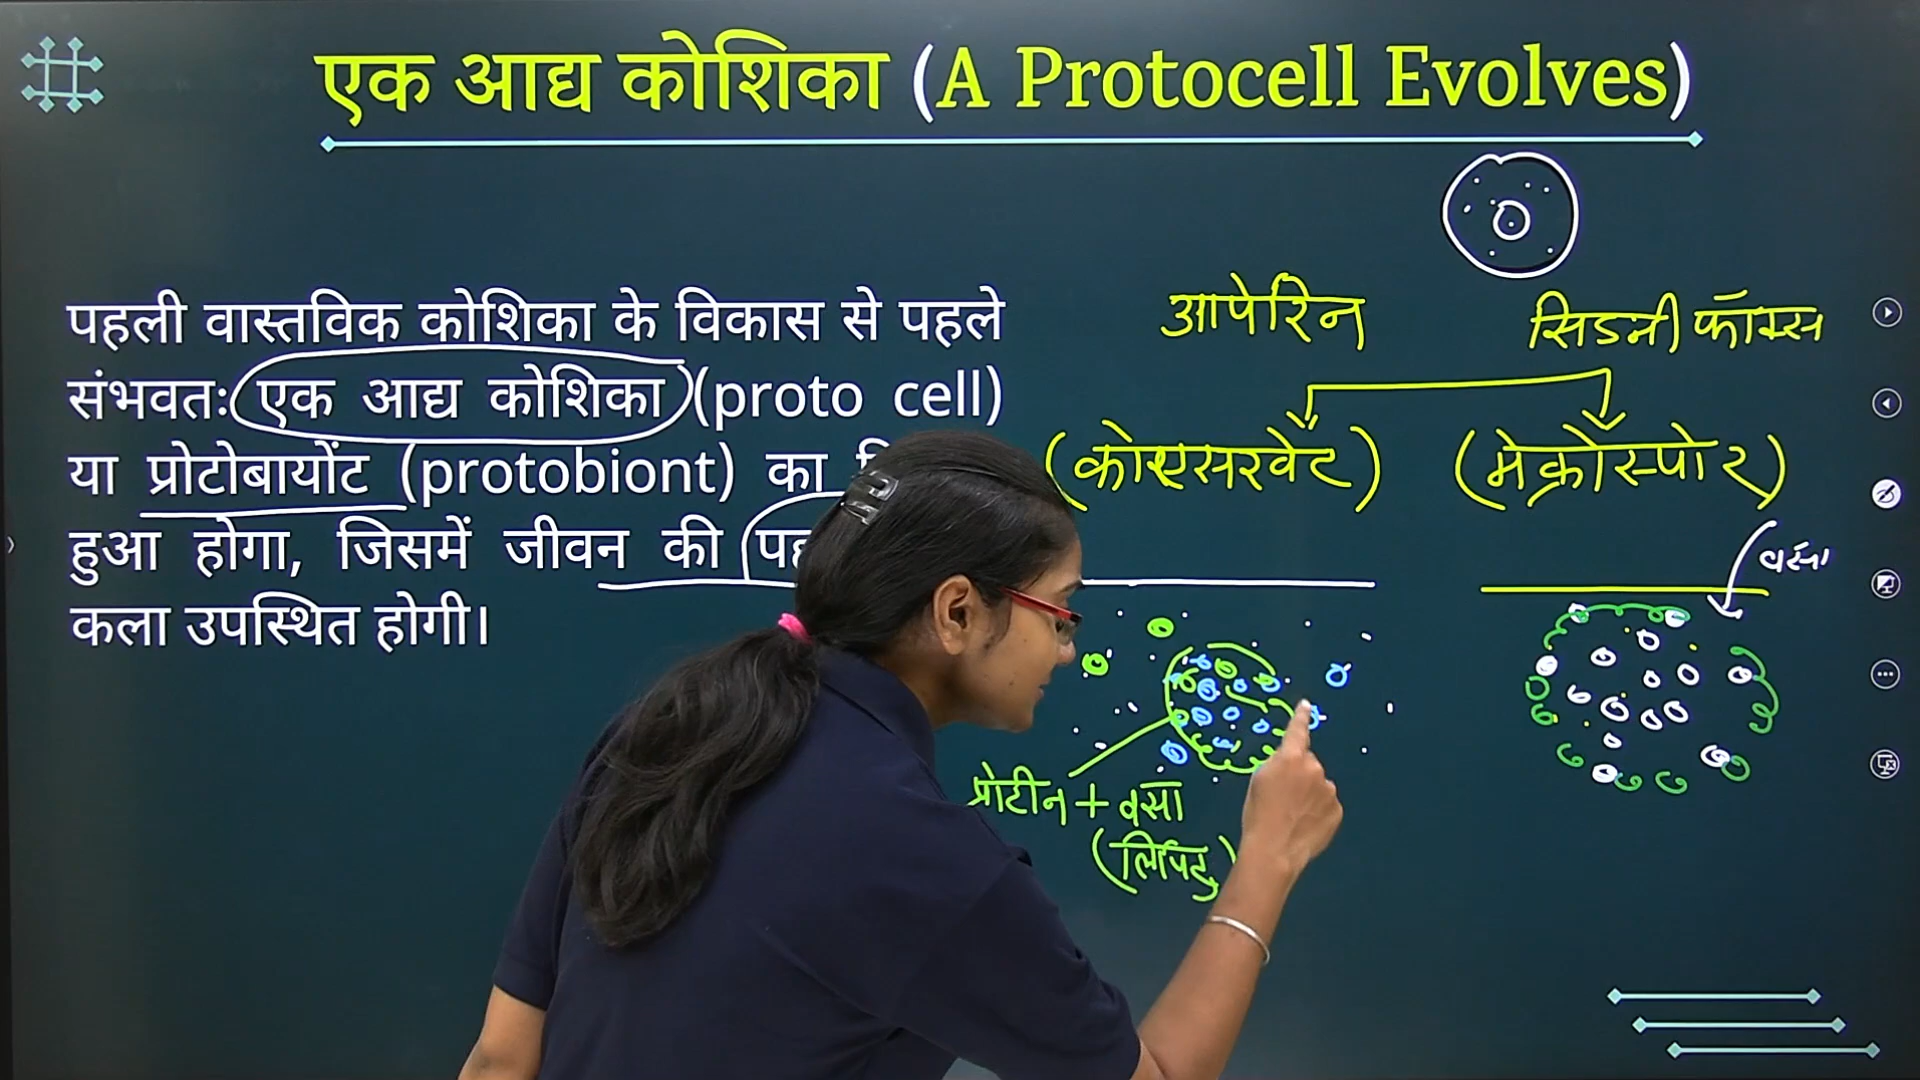 एक आद्य कोशिका (A Protocell Evolves)
पहली वास्तविक कोशिका के विकास से पहले
संभवतः एक आद्य कोशिका (proto cell)
या प्रोटोबायोंट (protobiont) का
हुआ होगा, जिसमें जीवन की
कला उपस्थित होगी।
आपेरिन
सिडनी फॉक्स
(कोएसरवेट)
(मेक्रोस्पोर)
वसा
प्रोटीन + वसा
(लिपिड)